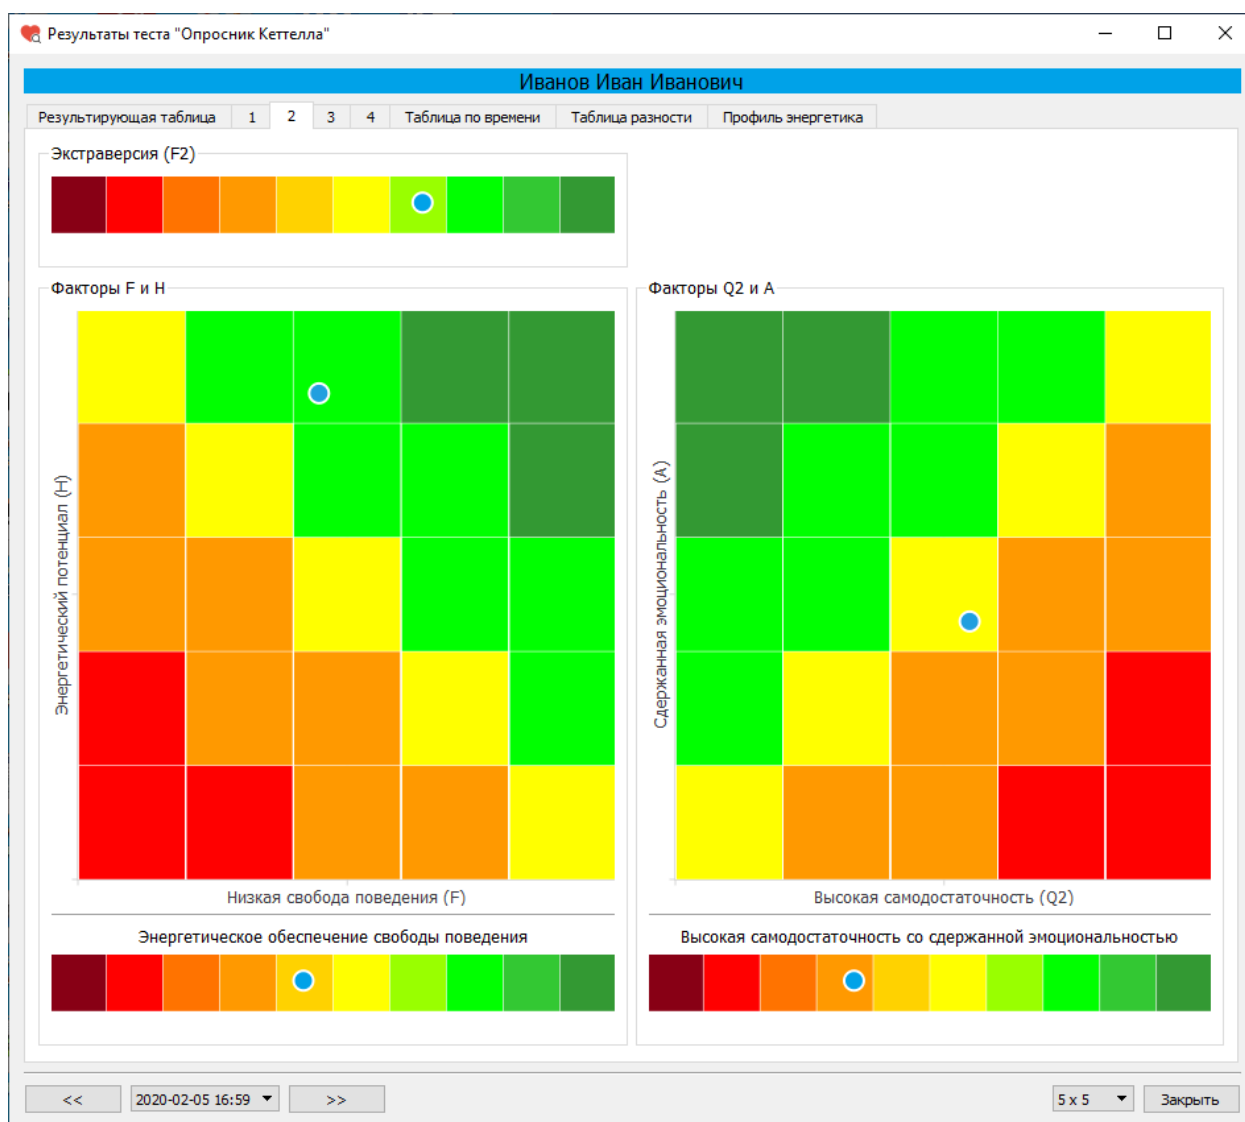 Результаты теста "Опросник Кеттелла"
Иванов Иван Иванович
Результирующая таблица 1 2 3 4 Таблица по времени Таблица разности Профиль энергетика
Экстраверсия (F2)
Факторы F и H
Энергетический потенциал (H)
Низкая свобода поведения (F)
Энергетическое обеспечение свободы поведения
Факторы Q2 и A
Сдержанная эмоциональность (A)
Высокая самодостаточность (Q2)
Высокая самодостаточность со сдержанной эмоциональностью
<< 2020-02-05 16:59 >> 5 x 5 Закрыть